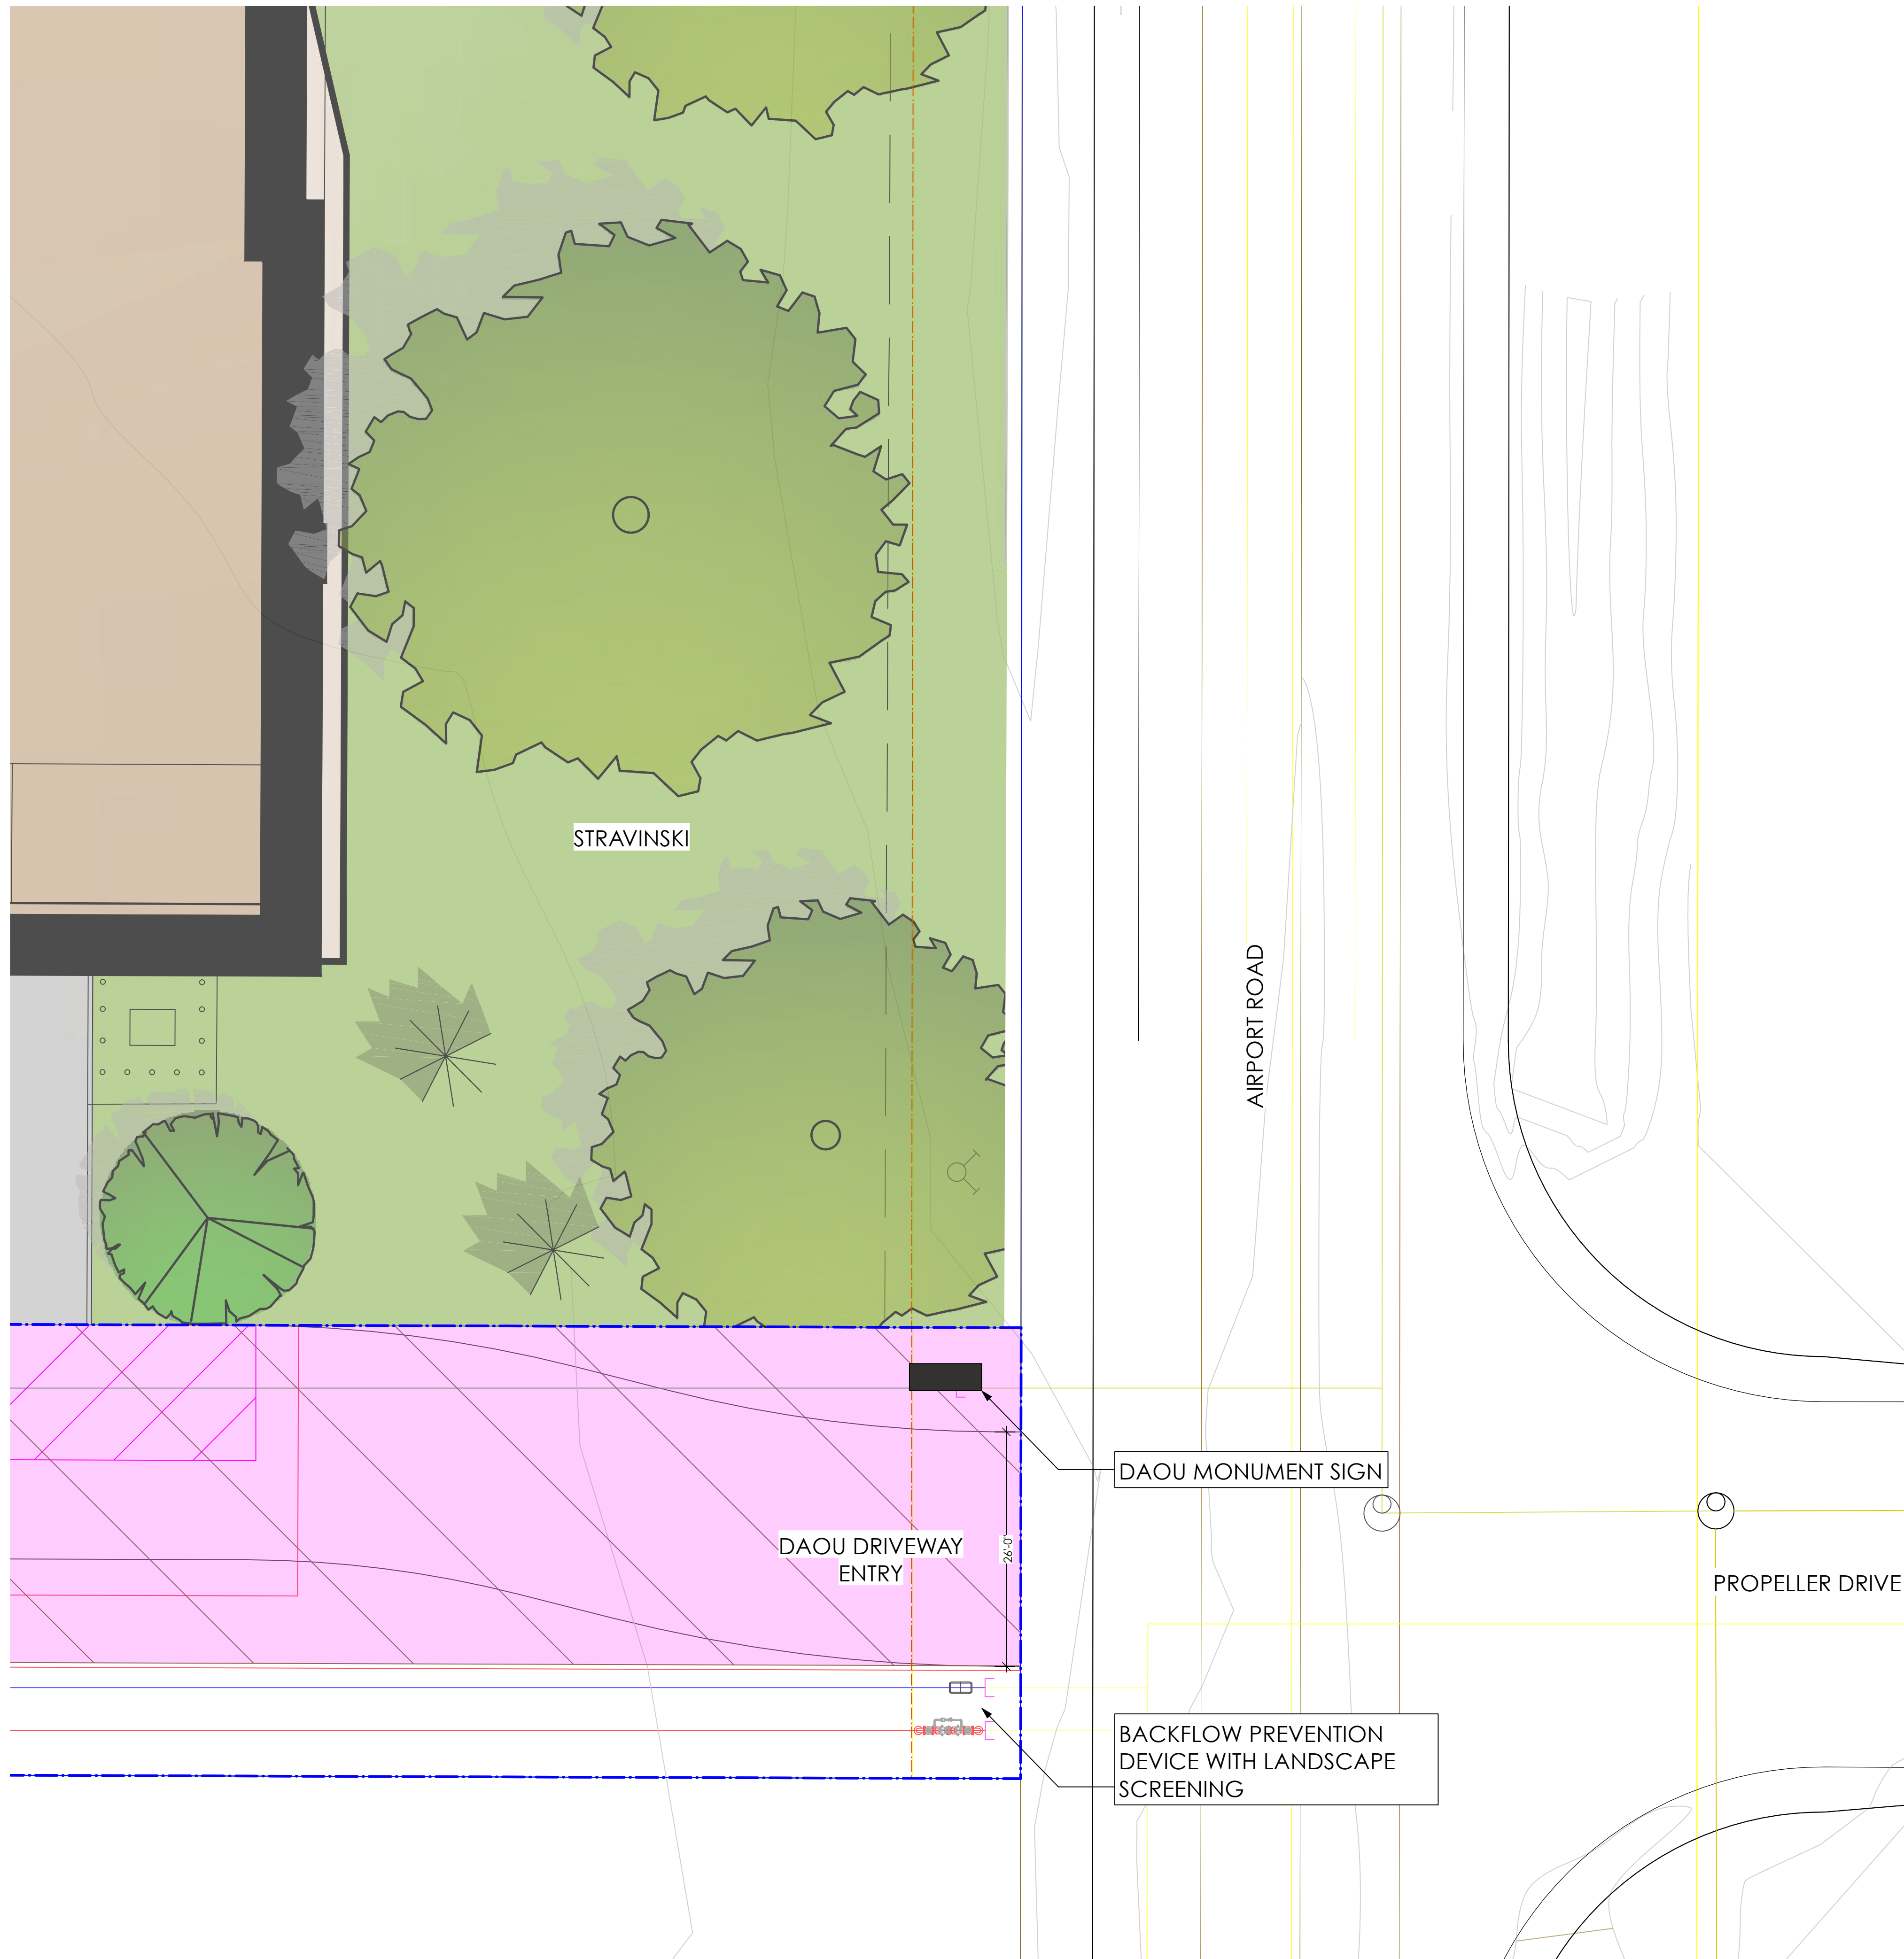 STRAVINSKI
AIRPORT ROAD
DAOU MONUMENT SIGN
DAOU DRIVEWAY
ENTRY
26'-0"
PROPELLER DRIVE
BACKFLOW PREVENTION
DEVICE WITH LANDSCAPE
SCREENING